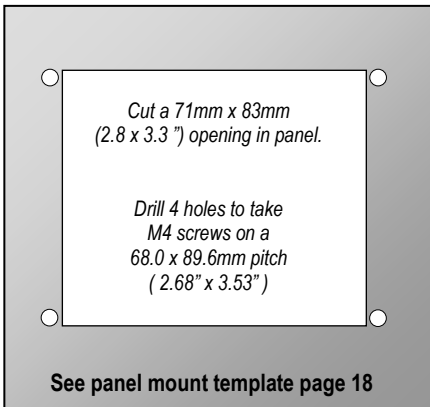 Cut a 71mm x 83mm
(2.8 x 3.3 ”) opening in panel.
Drill 4 holes to take
M4 screws on a
68.0 x 89.6mm pitch
( 2.68” x 3.53” )
See panel mount template page 18